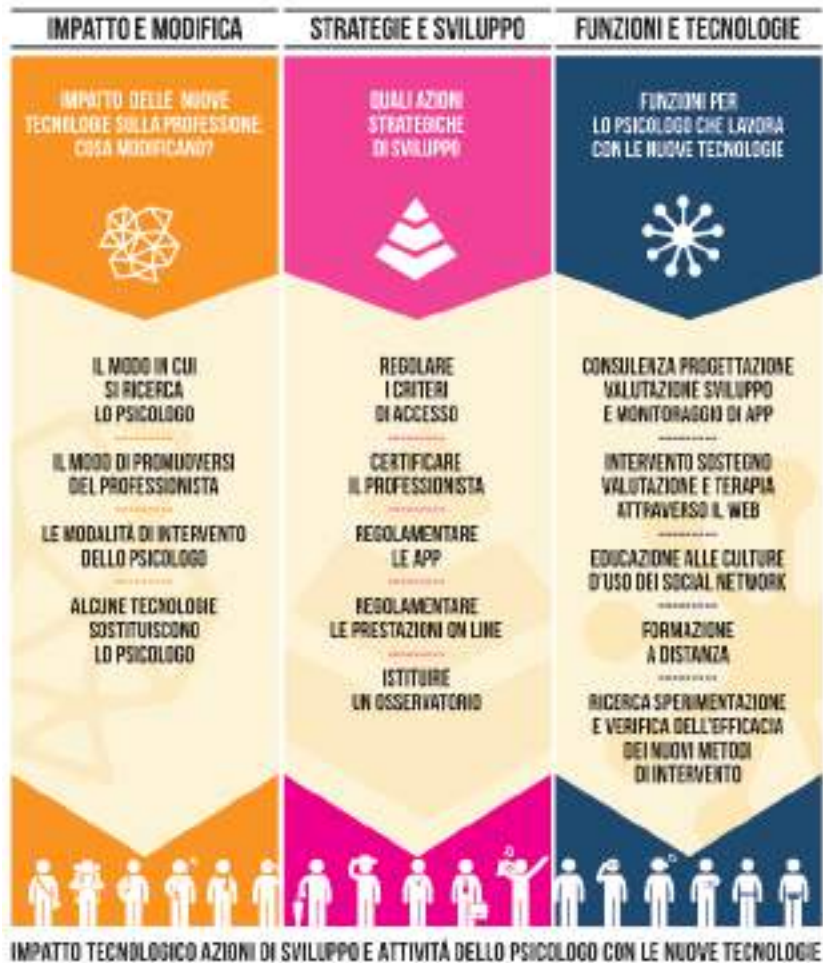 IMPATTO E MODIFICA
IMPATTO DELLE NUOVE
TECNOLOGIE SULLA PROFESSIONE.
COSA MODIFICANO?
IL MODO IN CUI
SI RICERCA
LO PSICOLOGO
IL MODO DI PROMUOVERSI
DEL PROFESSIONISTA
LE MODALITÀ DI INTERVENTO
DELLO PSICOLOGO
ALCUNE TECNOLOGIE
SOSTITUISCONO
LO PSICOLOGO
STRATEGIE E SVILUPPO
QUALI AZIONI
STRATEGICHE
DI SVILUPPO
REGOLARE
I CRITERI
DI ACCESSO
CERTIFICARE
IL PROFESSIONISTA
REGOLAMENTARE
LE APP
REGOLAMENTARE
LE PRESTAZIONI ON LINE
ISTITUIRE
UN OSSERVATORIO
FUNZIONI E TECNOLOGIE
FUNZIONI PER
LO PSICOLOGO CHE LAVORA
CON LE NUOVE TECNOLOGIE
CONSULENZA PROGETTAZIONE
VALUTAZIONE SVILUPPO
E MONITORAGGIO DI APP
INTERVENTO SOSTEGNO
VALUTAZIONE E TERAPIA
ATTRAVERSO IL WEB
EDUCAZIONE ALLE CULTURE
D'USO DEI SOCIAL NETWORK
FORMAZIONE
A DISTANZA
RICERCA SPERIMENTAZIONE
E VERIFICA DELL'EFFICACIA
DEI NUOVI METODI
DI INTERVENTO
IMPATTO TECNOLOGICO AZIONI DI SVILUPPO E ATTIVITÀ DELLO PSICOLOGO CON LE NUOVE TECNOLOGIE